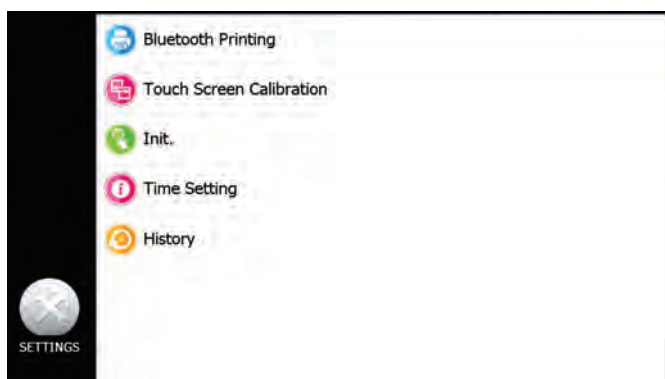 Bluetooth Printing
Touch Screen Calibration
Init.
Time Setting
History
SETTINGS